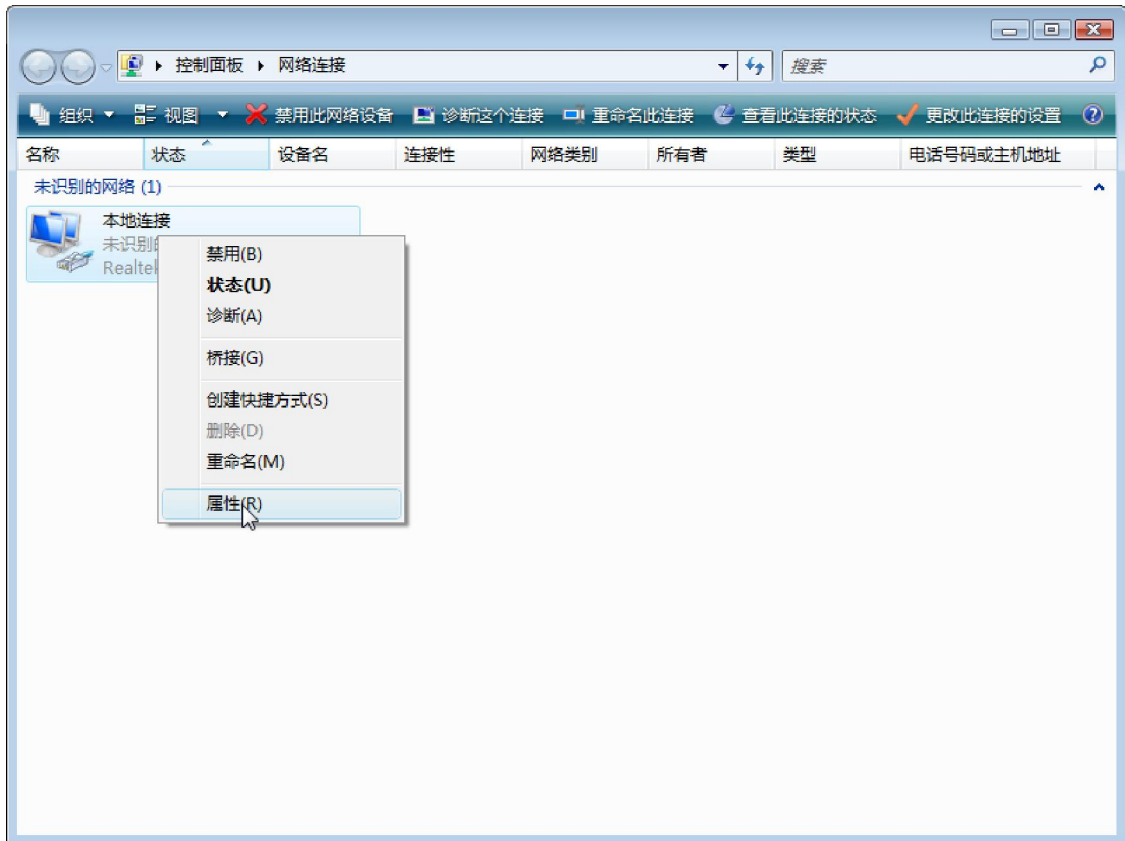 控制面板 网络连接
搜索
组织 视图 禁用此网络设备 诊断这个连接 重命名此连接 查看此连接的状态 更改此连接的设置
名称 状态 设备名 连接性 网络类别 所有者 类型 电话号码或主机地址
未识别的网络 (1)
本地连接
未识别
Realtek
禁用(B)
状态(U)
诊断(A)
桥接(G)
创建快捷方式(S)
删除(D)
重命名(M)
属性(R)